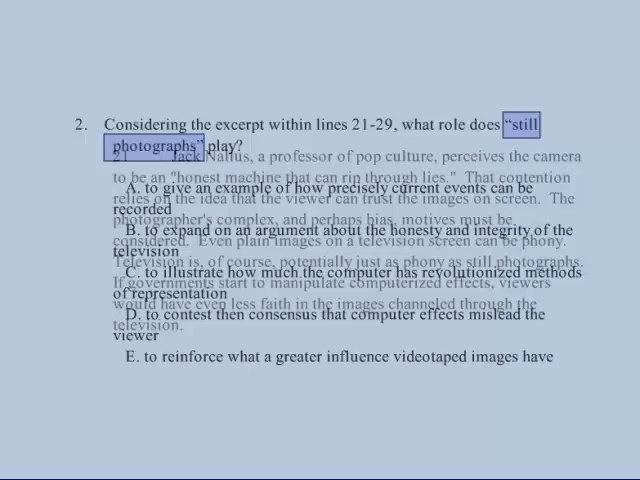 2. Considering the excerpt within lines 21-29, what role does “still
photographs” play?
21 Jack Nallus, a professor of pop culture, perceives the camera
to be an "honest machine that can rip through lies." That contention
A. to give an example of how precisely current events can be
relies on the idea that the viewer can trust the images on screen. The
recorded
photographer's complex, and perhaps bias, motives must be
B. to expand on an argument about the honesty and integrity of the
considered. Even plain images on a television screen can be phony.
television
Television is, of course, potentially just as phony as still photographs.
C. to illustrate how much the computer has revolutionized methods
If governments start to manipulate computerized effects, viewers
of representation
would have even less faith in the images channeled through the
D. to contest then consensus that computer effects mislead the
television.
viewer
E. to reinforce what a greater influence videotaped images have